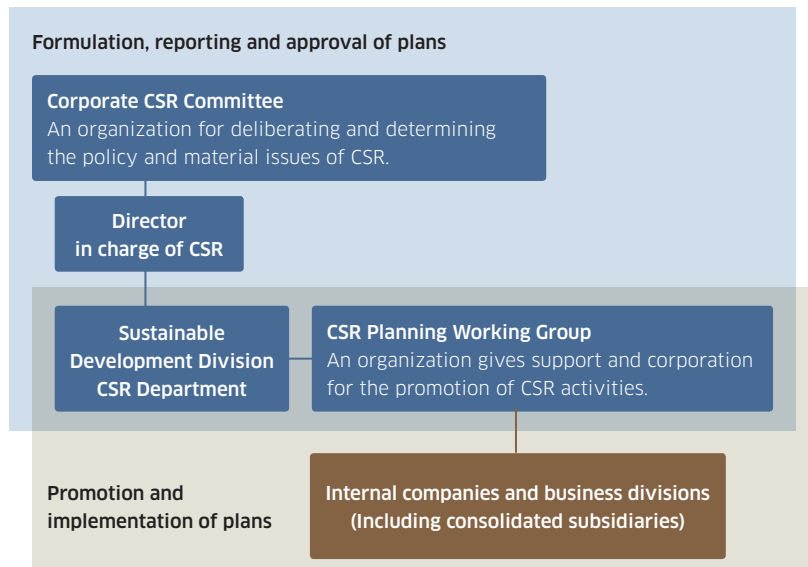 Formulation, reporting and approval of plans
Corporate CSR Committee
An organization for deliberating and determining
the policy and material issues of CSR.
Director
in charge of CSR
Sustainable
Development Division
CSR Department
CSR Planning Working Group
An organization gives support and corporation
for the promotion of CSR activities.
Promotion and
implementation of plans
Internal companies and business divisions
(Including consolidated subsidiaries)